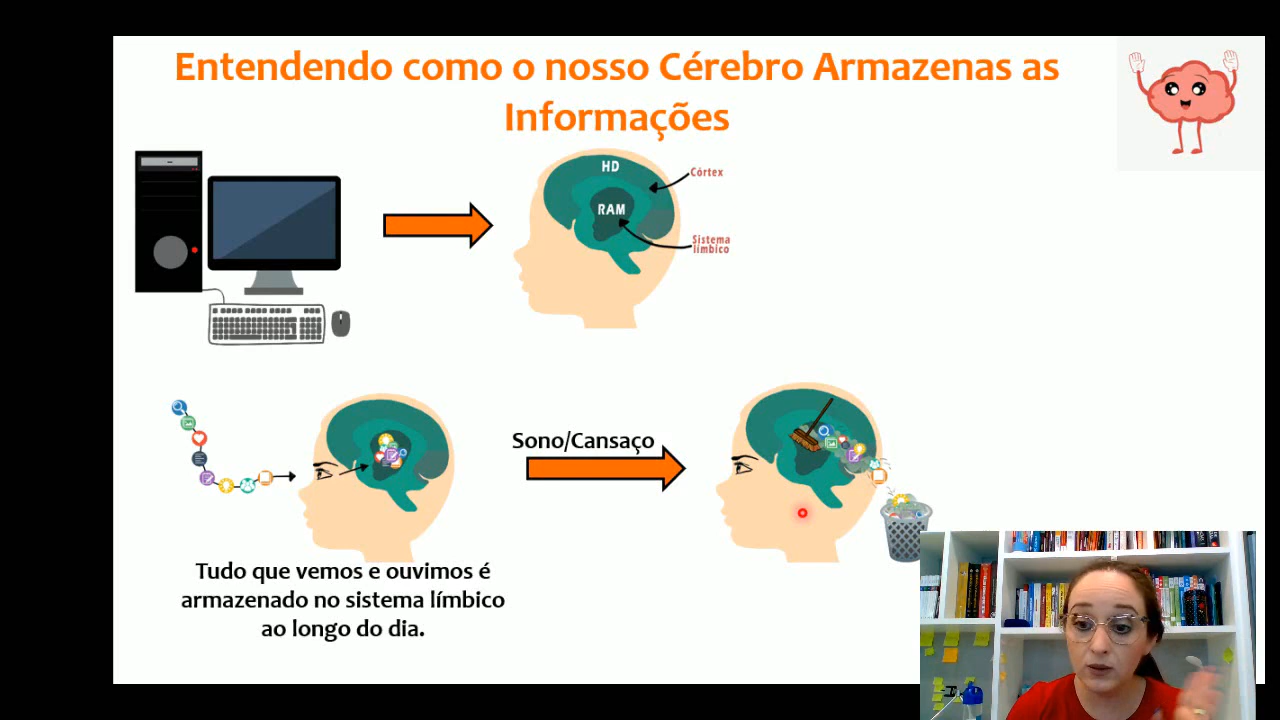 Entendendo como o nosso Cérebro Armazenas as
Informações
HD
Córtex
RAM
Sistema
límbico
Sono/Cansaço
Tudo que vemos e ouvimos é
armazenado no sistema límbico
ao longo do dia.